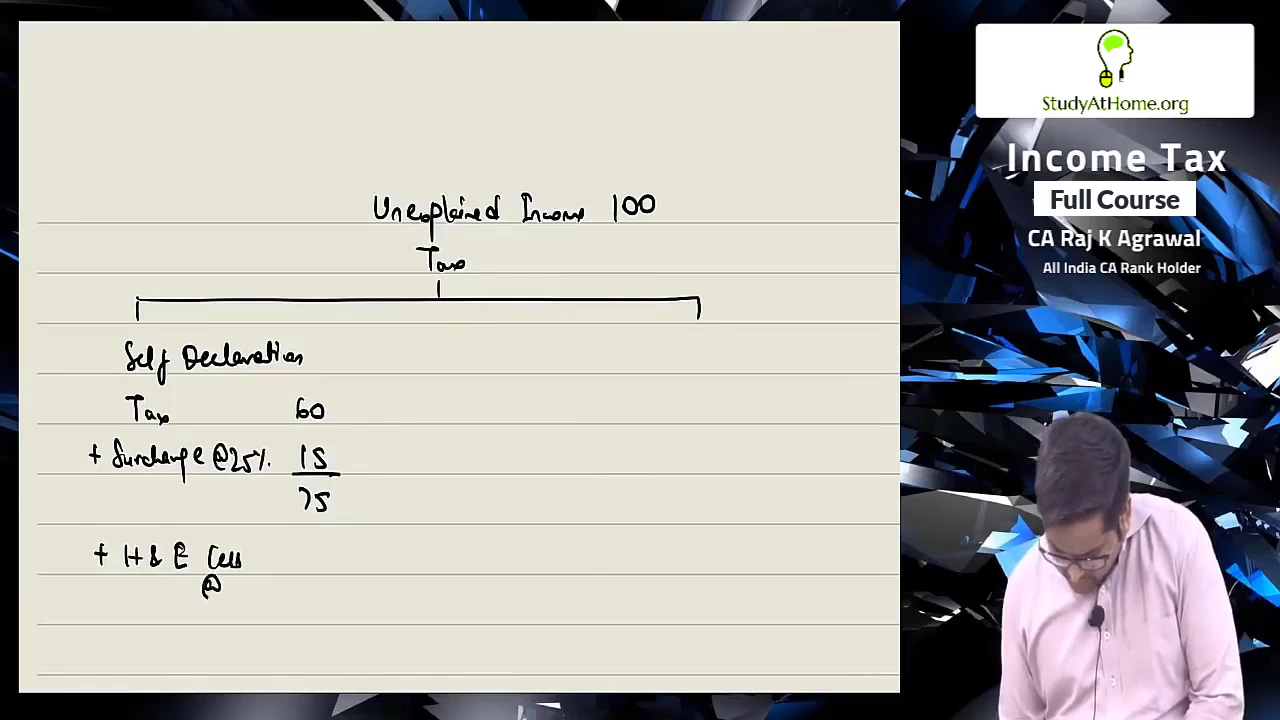 Unexplained Income 100
Tax
Self Declaration
Tax 60
+ Surcharge @25%. 15
75
+ H & E Cess
@
StudyAtHome.org
Income Tax
Full Course
CA Raj K Agrawal
All India CA Rank Holder